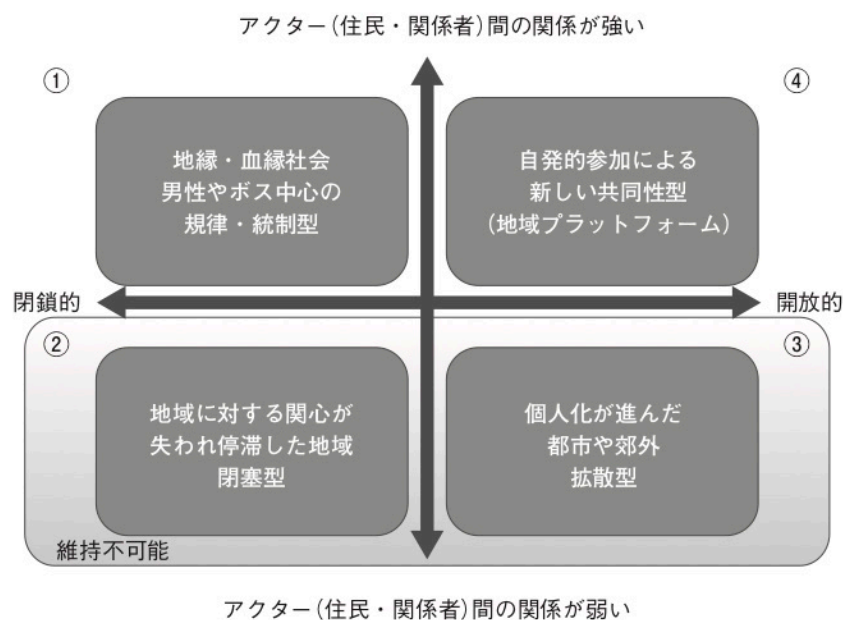 アクター(住民・関係者)間の関係が強い
①
④
地縁・血縁社会
男性やボス中心の
規律・統制型
自発的参加による
新しい共同性型
(地域プラットフォーム)
閉鎖的
開放的
②
③
地域に対する関心が
失われ停滞した地域
閉塞型
個人化が進んだ
都市や郊外
拡散型
維持不可能
アクター(住民・関係者)間の関係が弱い